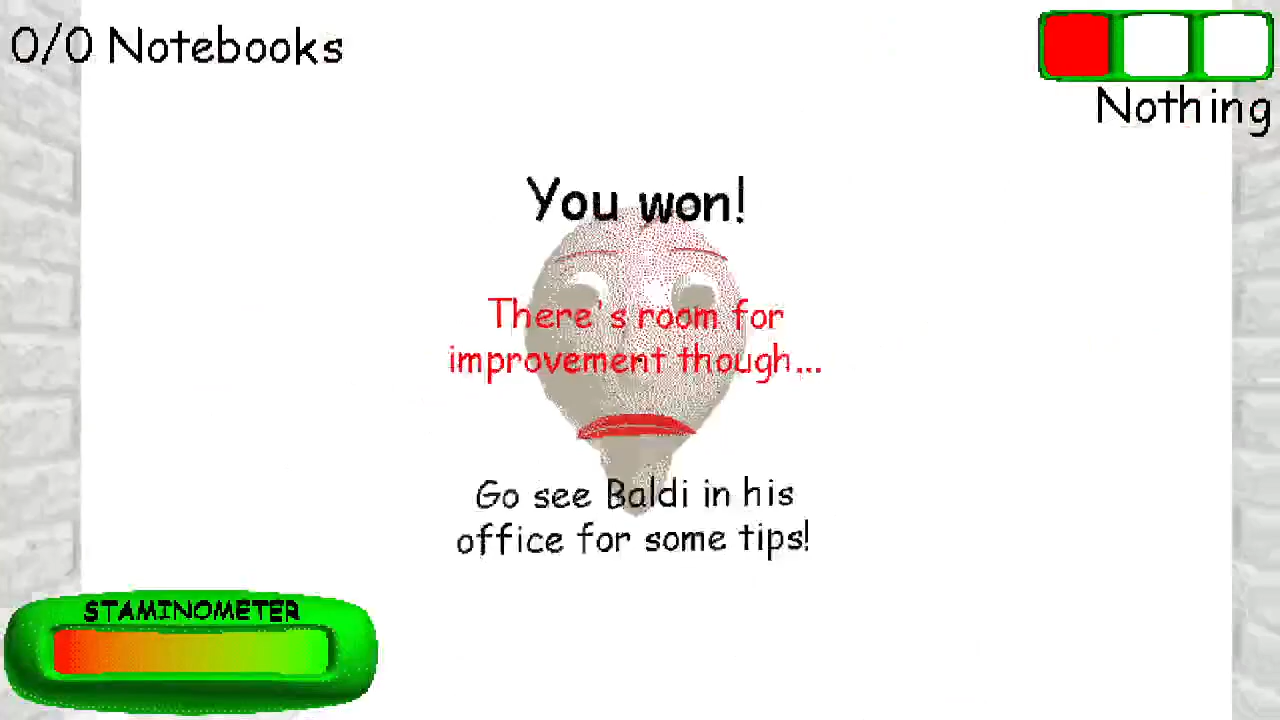 0/0 Notebooks
Nothing
You won!
There's room for
improvement though...
Go see Baldi in his
office for some tips!
STAMINOMETER